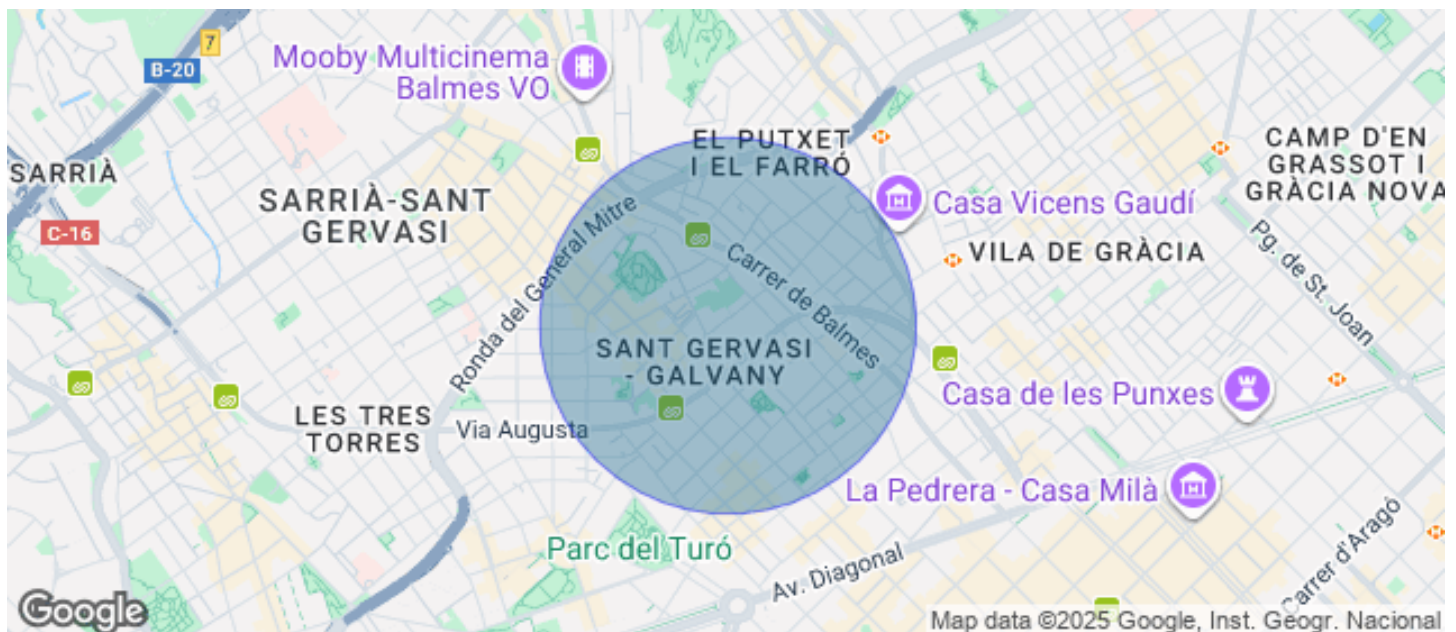 7
B-20
Mooby Multicinema
Balmes VO
EL PUTXET
I EL FARRÓ
CAMP D'EN
GRASSOT I
GRÀCIA NOVA
SARRIÀ
SARRIÀ-SANT
GERVASI
C-16
Casa Vicens Gaudí
VILA DE GRÀCIA
Pg. de St. Joan
Ronda del General Mitre
Carrer de Balmes
SANT GERVASI
- GALVANY
Casa de les Punxes
LES TRES
TORRES
Via Augusta
La Pedrera - Casa Milà
Parc del Turó
Av. Diagonal
Carrer d'Aragó
Google
Map data ©2025 Google, Inst. Geogr. Nacional